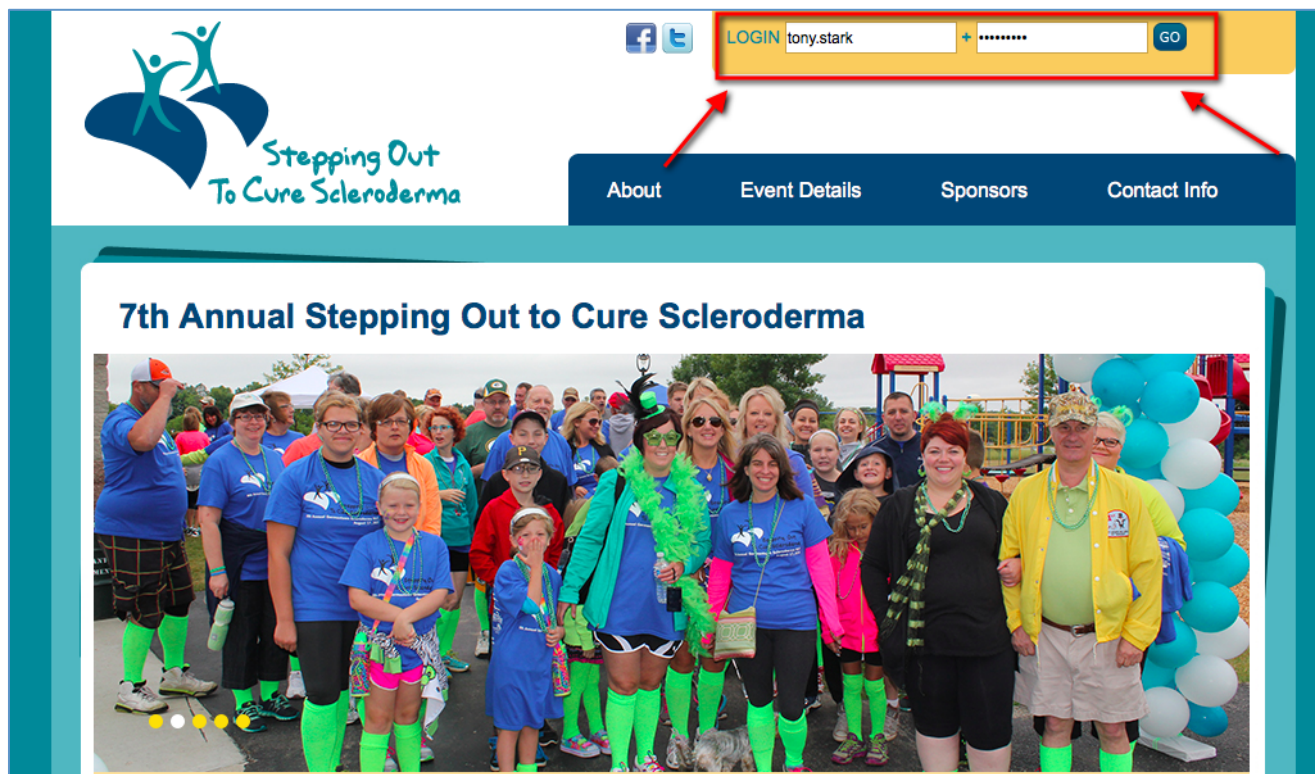 LOGIN tony.stark + ••••••••• GO
Stepping Out
To Cure Scleroderma
About Event Details Sponsors Contact Info
7th Annual Stepping Out to Cure Scleroderma